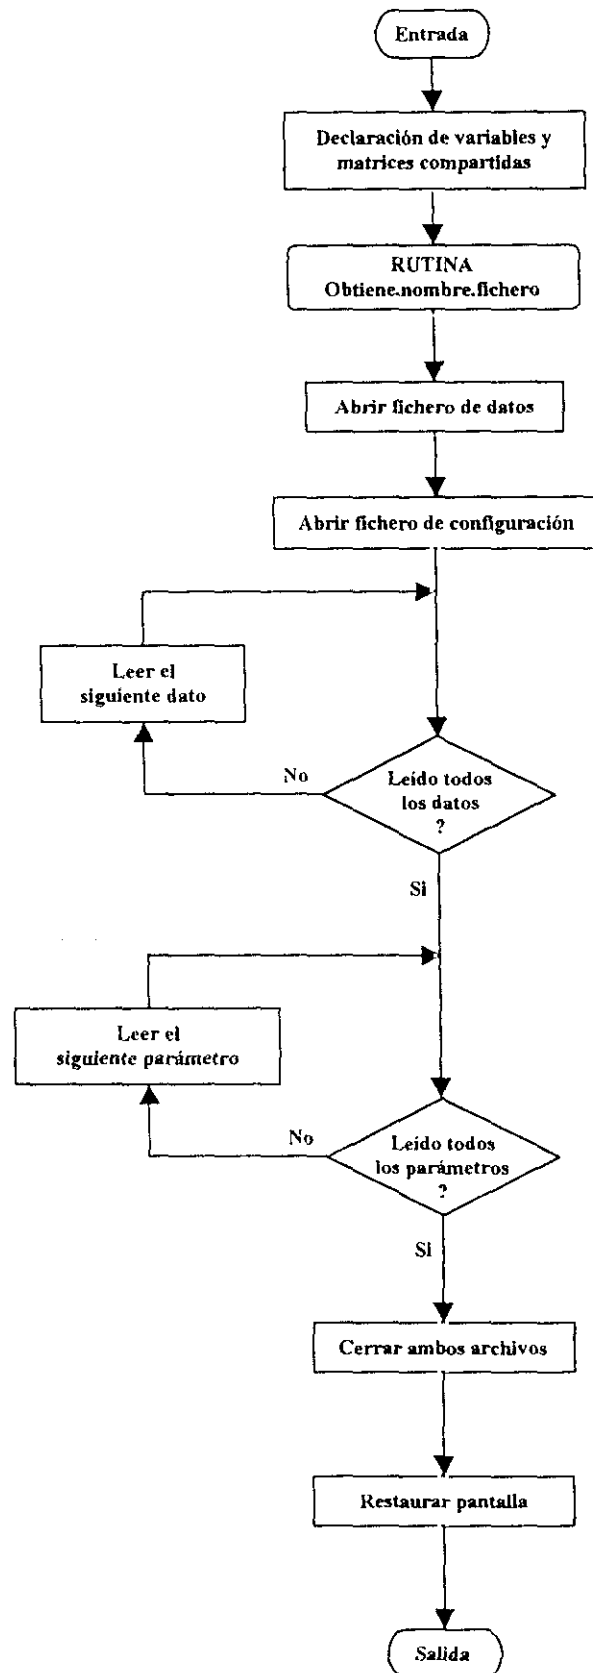 Entrada
Declaración de variables y
matrices compartidas
RUTINA
Obtiene.nombre.fichero
Abrir fichero de datos
Abrir fichero de configuración
Leer el
siguiente dato
No
Leído todos
los datos
?
Si
Leer el
siguiente parámetro
No
Leído todos
los parámetros
?
Si
Cerrar ambos archivos
Restaurar pantalla
Salida